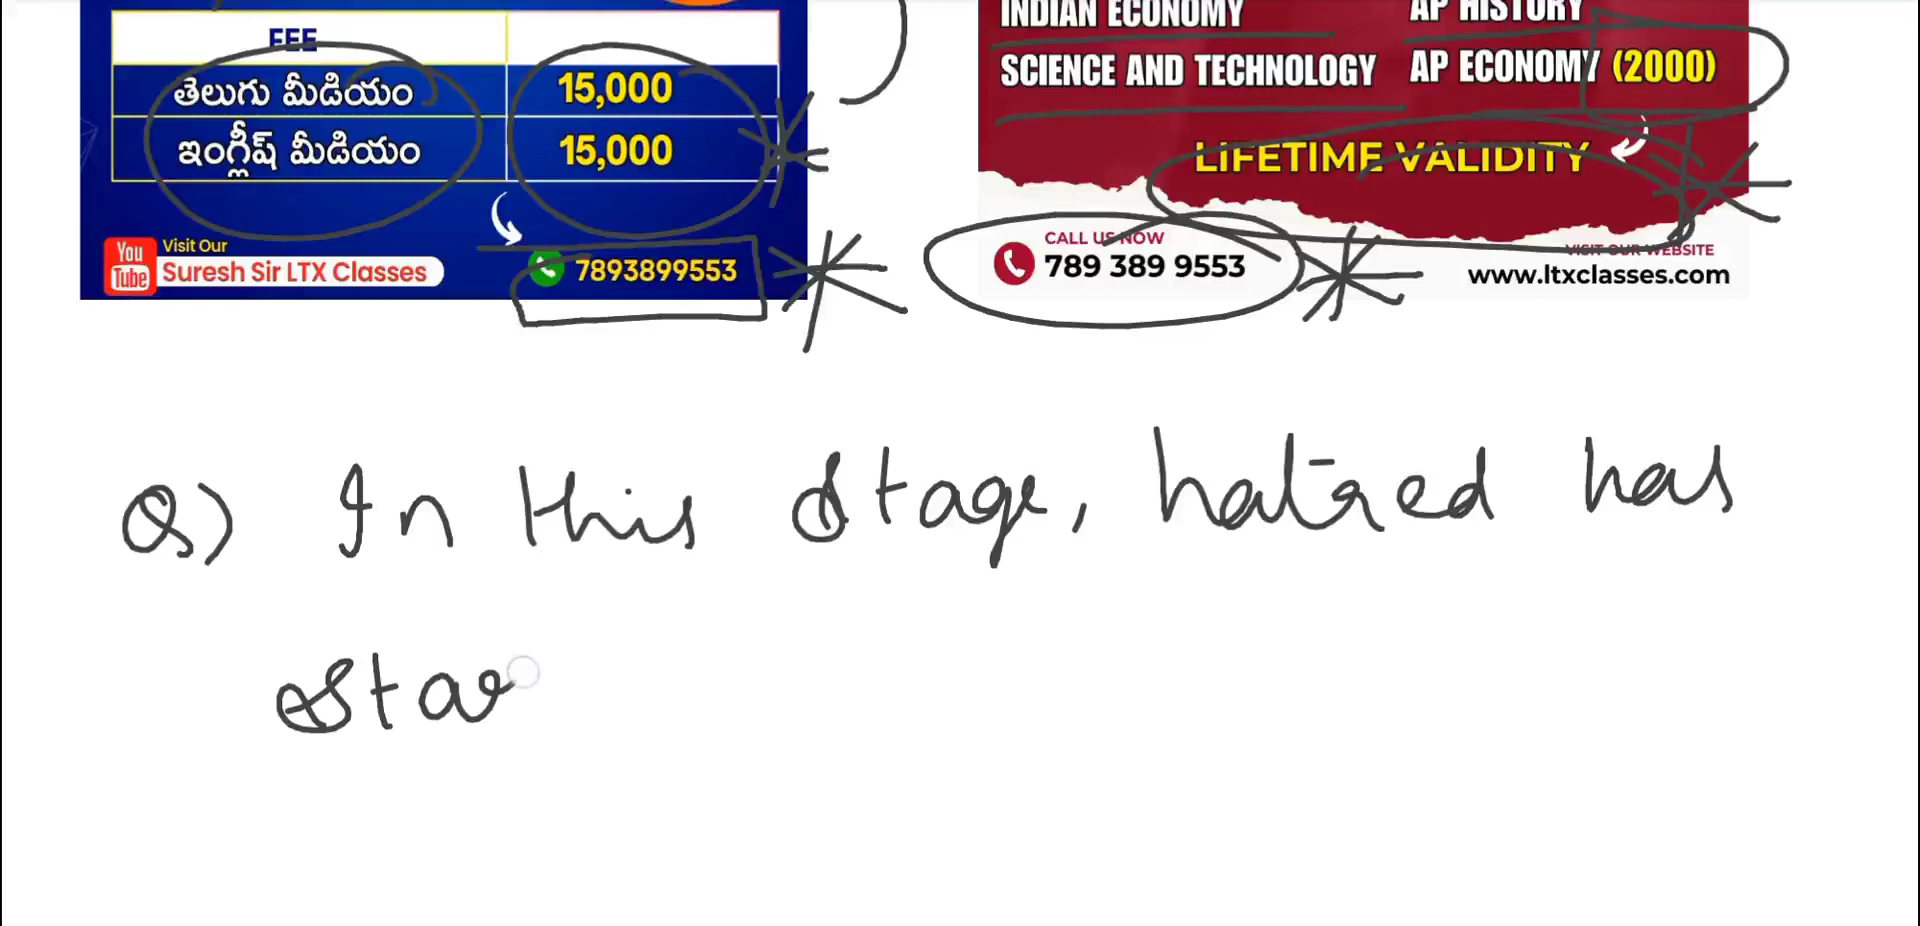 FEE
తెలుగు మీడియం 15,000
ఇంగ్లీష్ మీడియం 15,000
You Tube
Visit Our
Suresh Sir LTX Classes
7893899553
INDIAN ECONOMY AP HISTORY
SCIENCE AND TECHNOLOGY AP ECONOMY (2000)
LIFETIME VALIDITY
CALL US NOW
789 389 9553
VISIT OUR WEBSITE
www.ltxclasses.com
Q) In this stage, hatred has
star